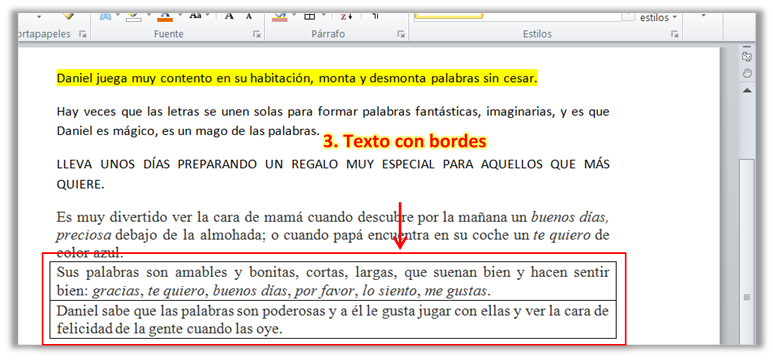 ortapapeles Fuente Párrafo Estilos estilos
Daniel juega muy contento en su habitación, monta y desmonta palabras sin cesar.
Hay veces que las letras se unen solas para formar palabras fantásticas, imaginarias, y es que
Daniel es mágico, es un mago de las palabras.
3. Texto con bordes
LLEVA UNOS DÍAS PREPARANDO UN REGALO MUY ESPECIAL PARA AQUELLOS QUE MÁS
QUIERE.
Es muy divertido ver la cara de mamá cuando descubre por la mañana un buenos días,
preciosa debajo de la almohada; o cuando papá encuentra en su coche un te quiero de
color azul.
Sus palabras son amables y bonitas, cortas, largas, que suenan bien y hacen sentir
bien: gracias, te quiero, buenos días, por favor, lo siento, me gustas.
Daniel sabe que las palabras son poderosas y a él le gusta jugar con ellas y ver la cara de
felicidad de la gente cuando las oye.